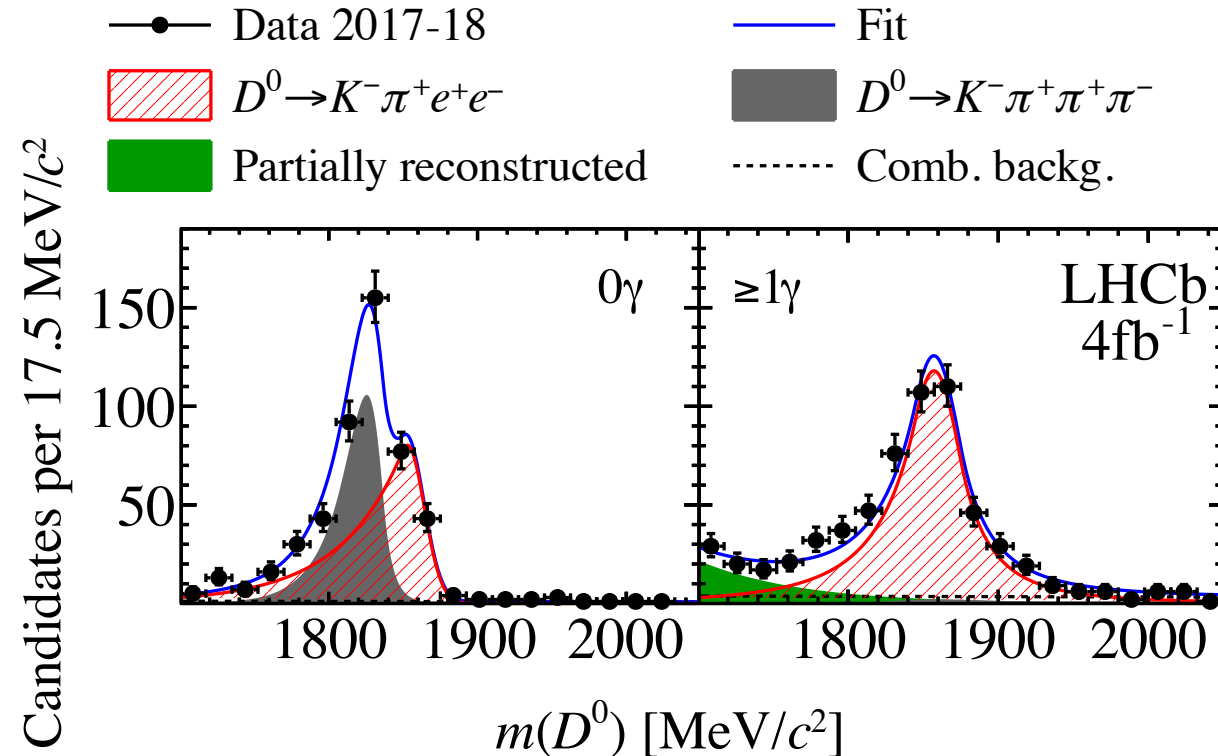 Data 2017-18
Fit
D⁰→K⁻π⁺e⁺e⁻
D⁰→K⁻π⁺π⁺π⁻
Partially reconstructed
Comb. backg.
Candidates per 17.5 MeV/c²
150
100
50
0γ
≥1γ
LHCb
4fb⁻¹
1800 1900 2000
1800 1900 2000
m(D⁰) [MeV/c²]